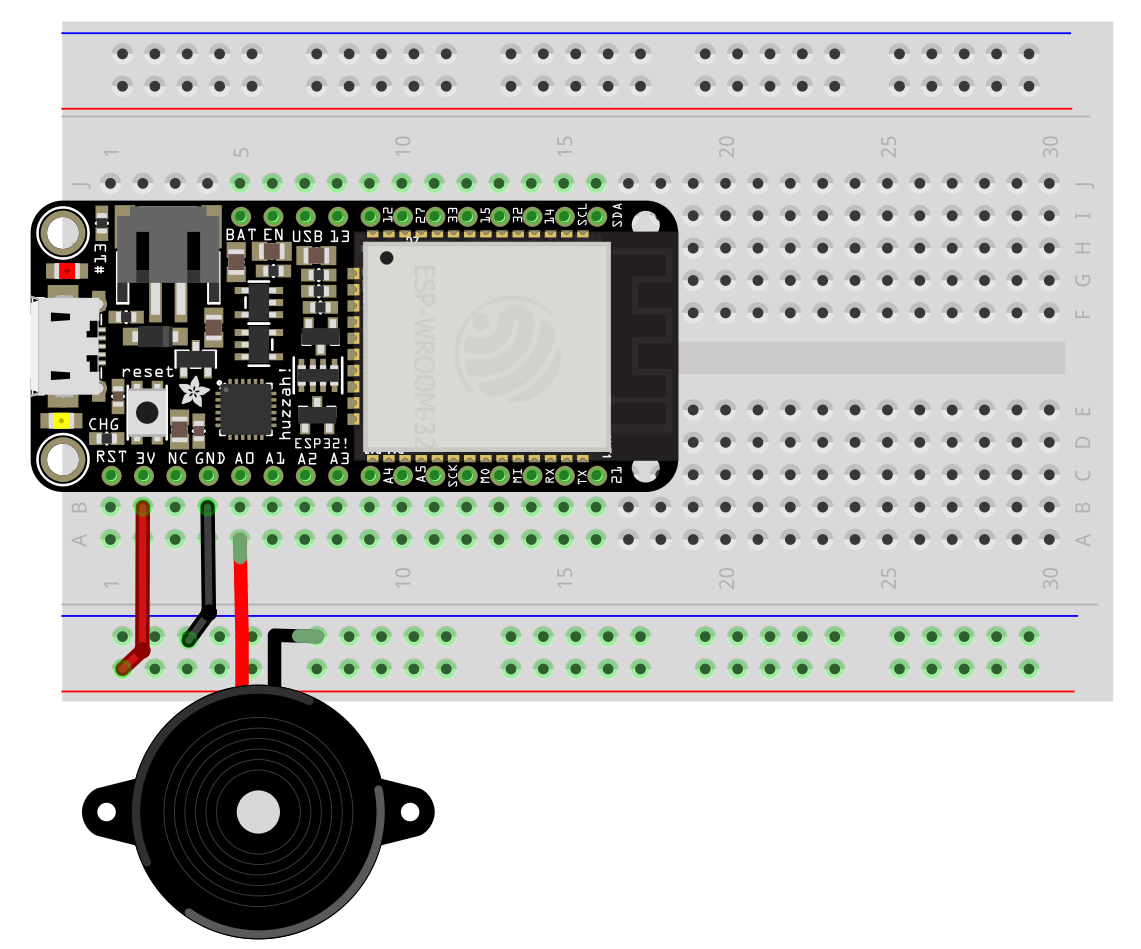 1 5 10 15 20 25 30
J J
I
H
G
F
BAT EN USB 13 12 27 33 15 32 14 SCL SDA
#13
ESP-WROOM-32
reset
huzzah!
CHG
ESP32!
RST 3V NC GND A0 A1 A2 A3 A4 A5 SCK MO MI RX TX 21
E
D
C
B B
A A
1 10 15 20 25 30